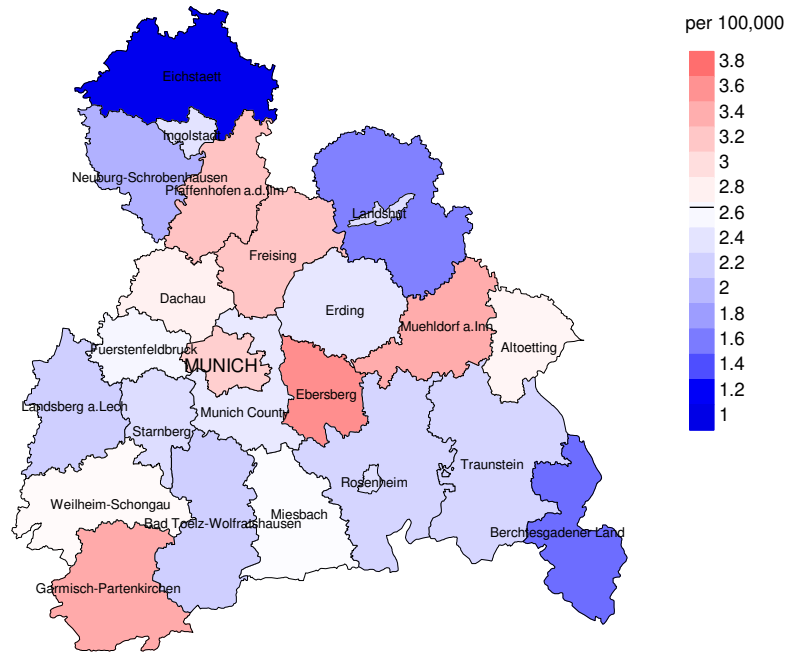 per 100,000
3.8
3.6
3.4
3.2
3
2.8
2.6
2.4
2.2
2
1.8
1.6
1.4
1.2
1
Eichstaett
Ingolstadt
Neuburg-Schrobenhausen
Pfaffenhofen a.d.Ilm
Landshut
Freising
Dachau
Erding
Muehldorf a.Inn
Altoetting
Fuerstenfeldbruck
MUNICH
Ebersberg
Landsberg a.Lech
Munich County
Starnberg
Traunstein
Rosenheim
Weilheim-Schongau
Miesbach
Bad Toelz-Wolfratshausen
Berchtesgadener Land
Garmisch-Partenkirchen